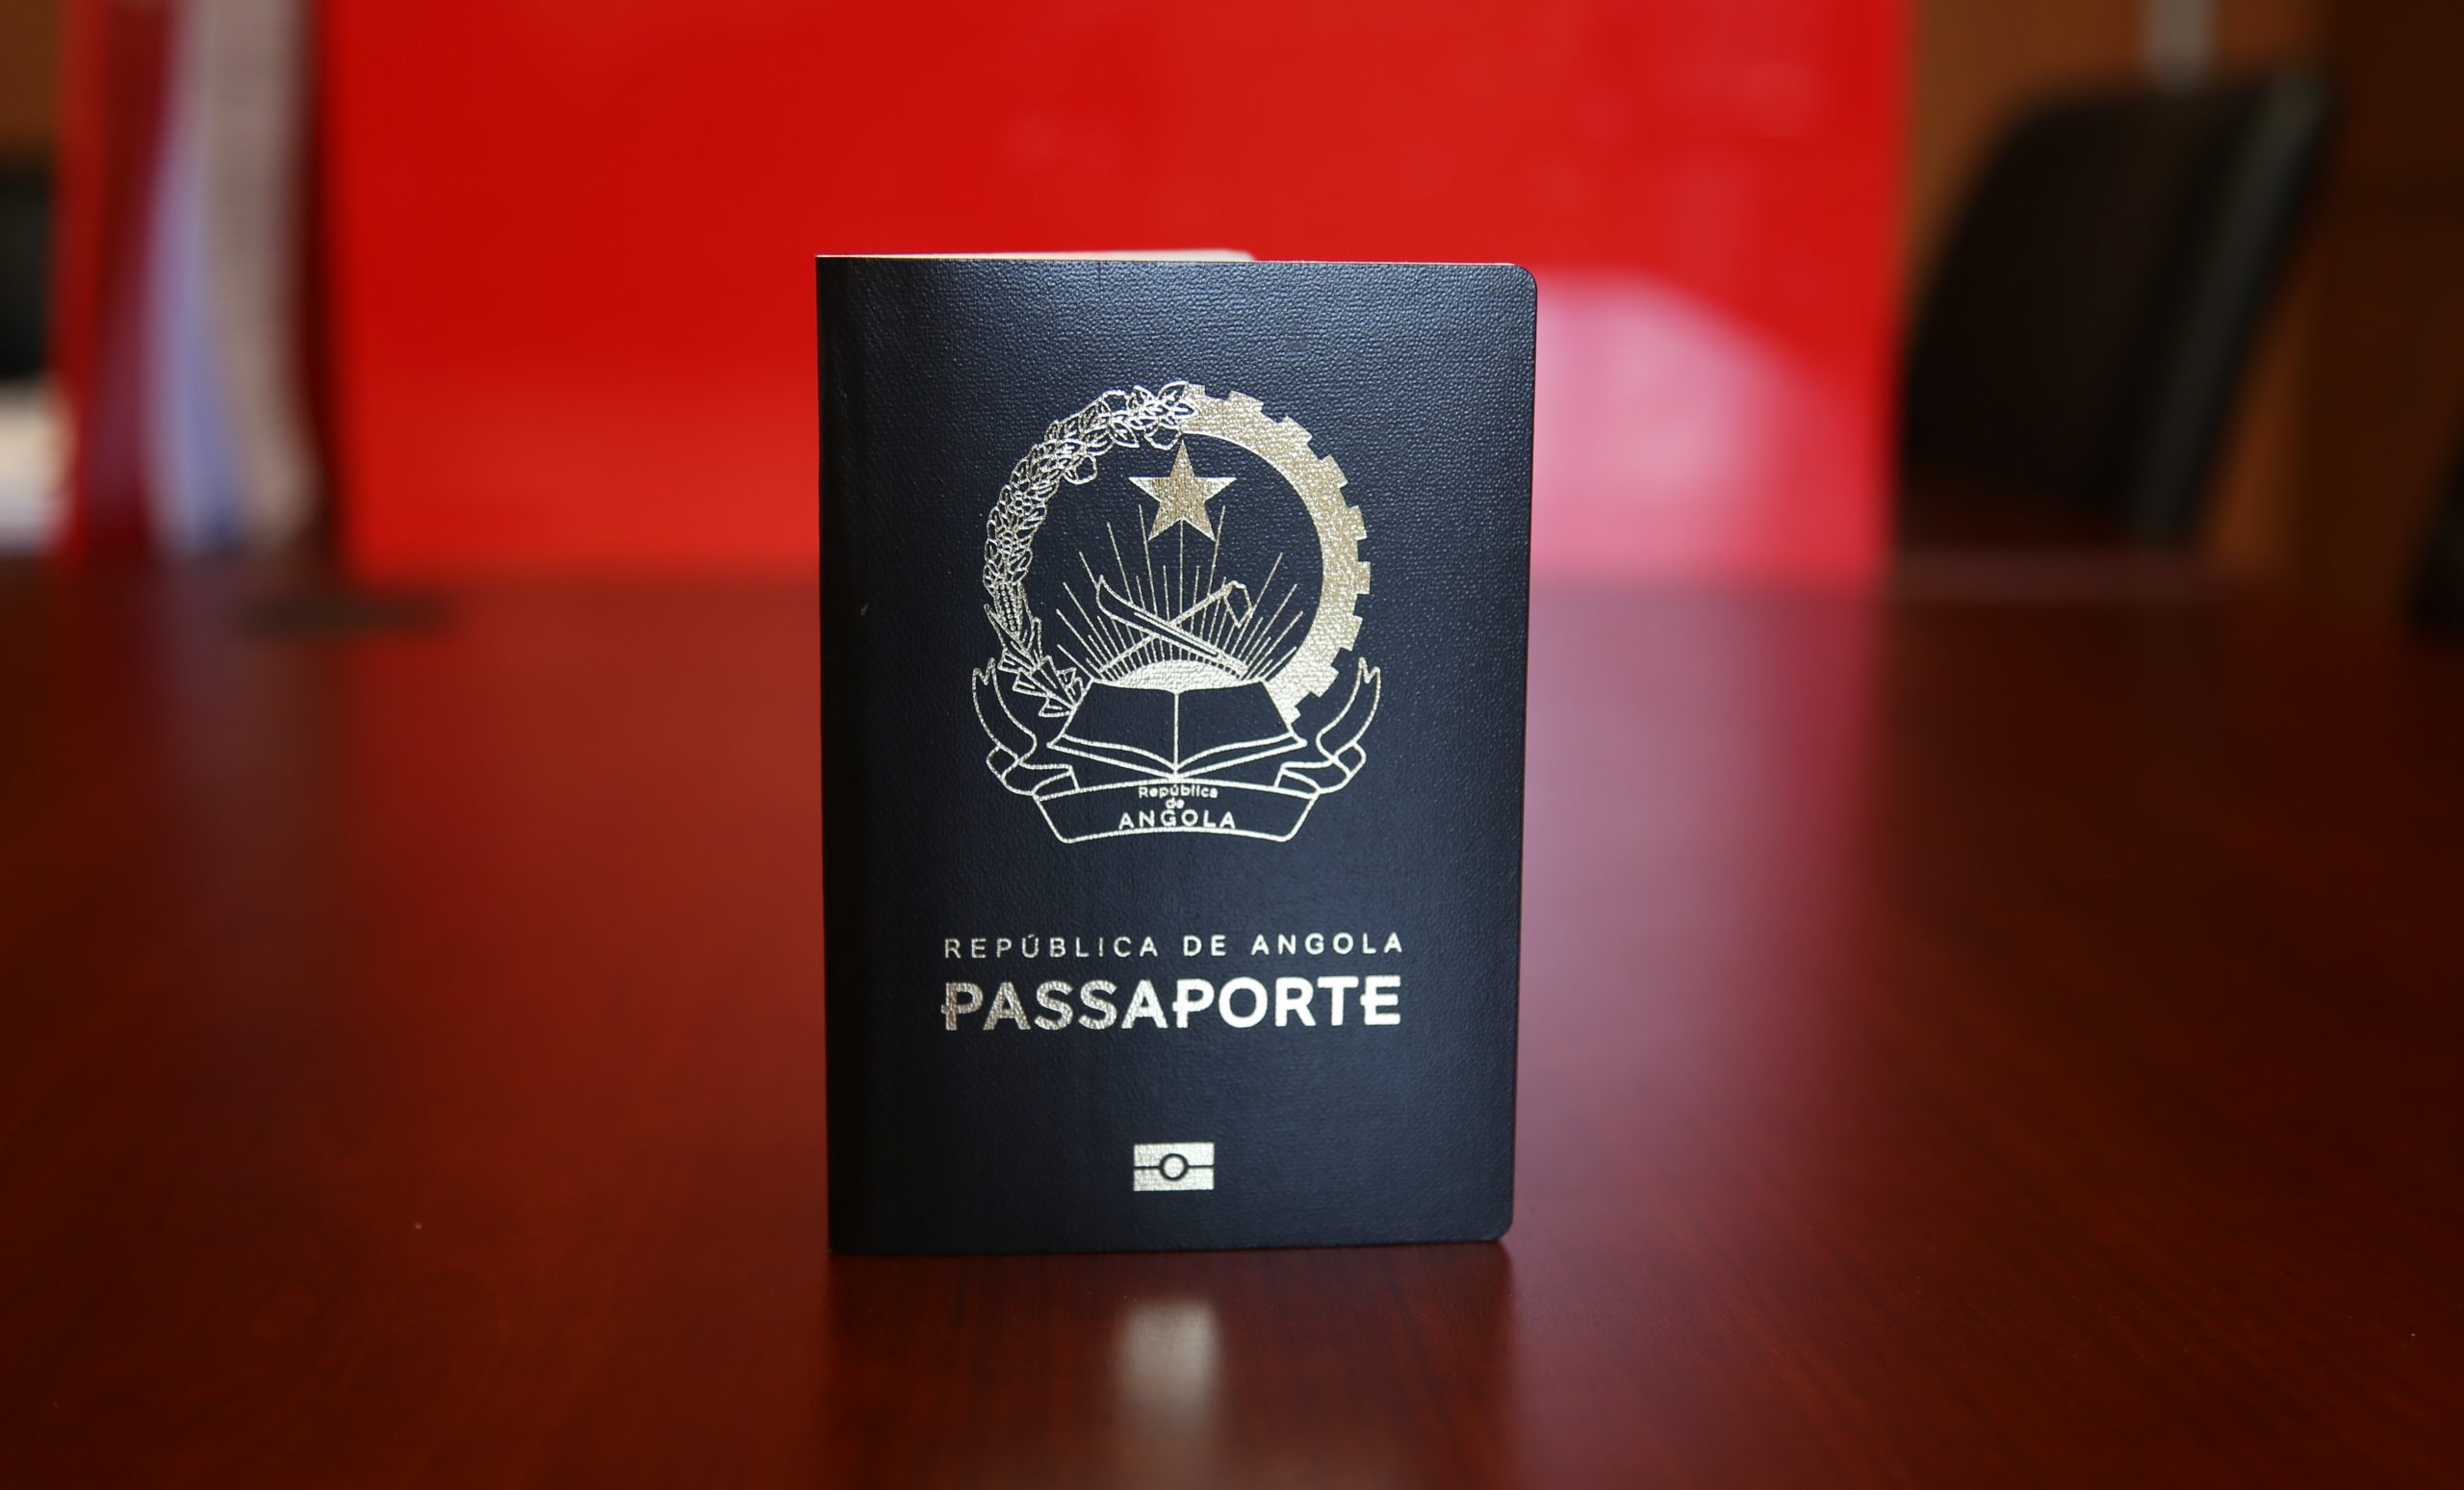 República
de
ANGOLA
REPÚBLICA DE ANGOLA
PASSAPORTE